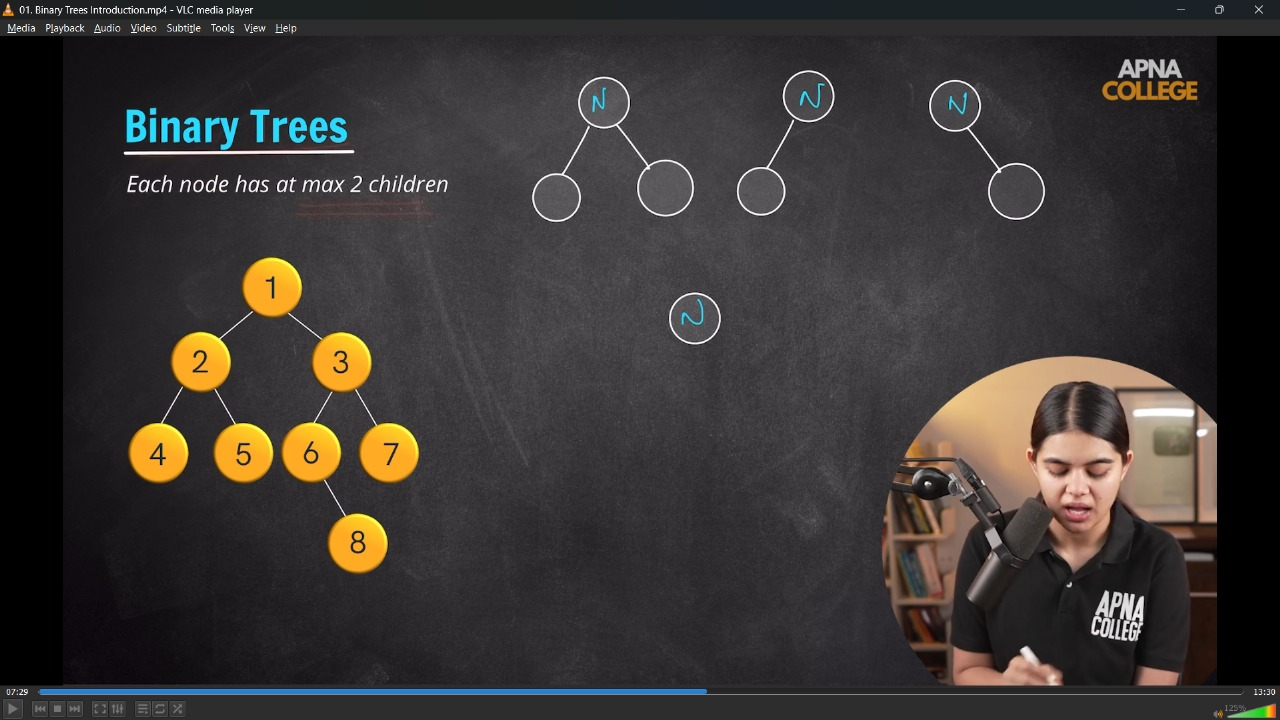 01. Binary Trees Introduction.mp4 - VLC media player
Media Playback Audio Video Subtitle Tools View Help
APNA
COLLEGE
Binary Trees
Each node has at max 2 children
N N N
N
1
2 3
4 5 6 7
8
APNA
COLLEGE
07:29 13:30
125%